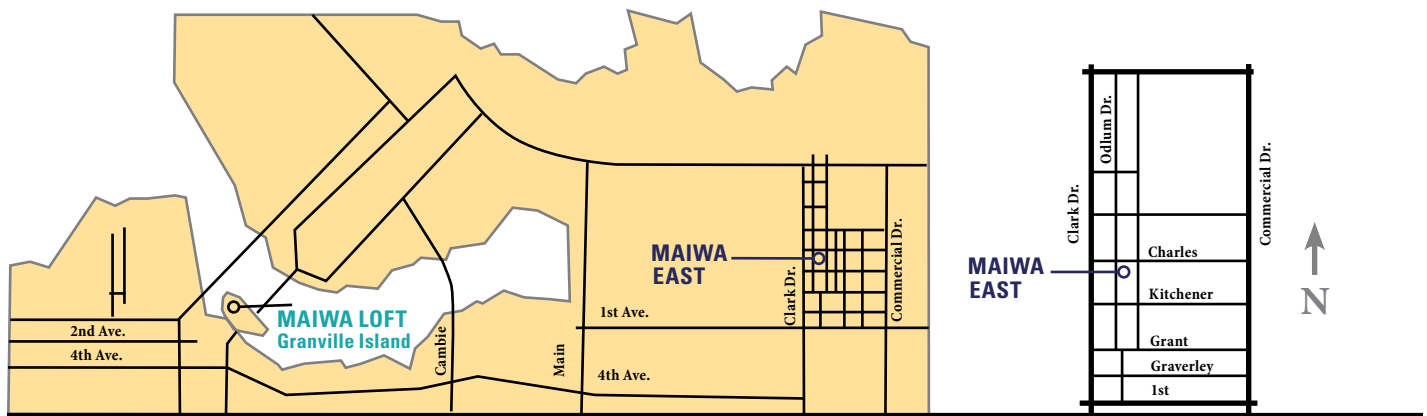 2nd Ave.
4th Ave.
MAIWA LOFT
Granville Island
Cambie
Main
1st Ave.
4th Ave.
MAIWA
EAST
Clark Dr.
Commercial Dr.
MAIWA
EAST
Clark Dr.
Odlum Dr.
Charles
Kitchener
Grant
Graverley
1st
Commercial Dr.
N